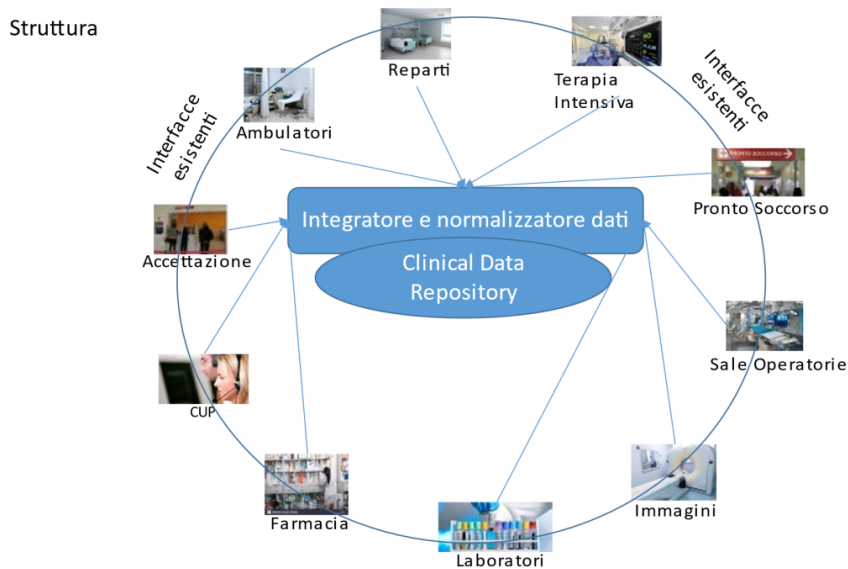 Struttura
Reparti
Terapia
Intensiva
Interfacce
esistenti
Ambulatori
Interfacce
esistenti
Pronto Soccorso
Integratore e normalizzatore dati
Accettazione
Clinical Data
Repository
Sale Operatorie
CUP
Farmacia
Immagini
Laboratori